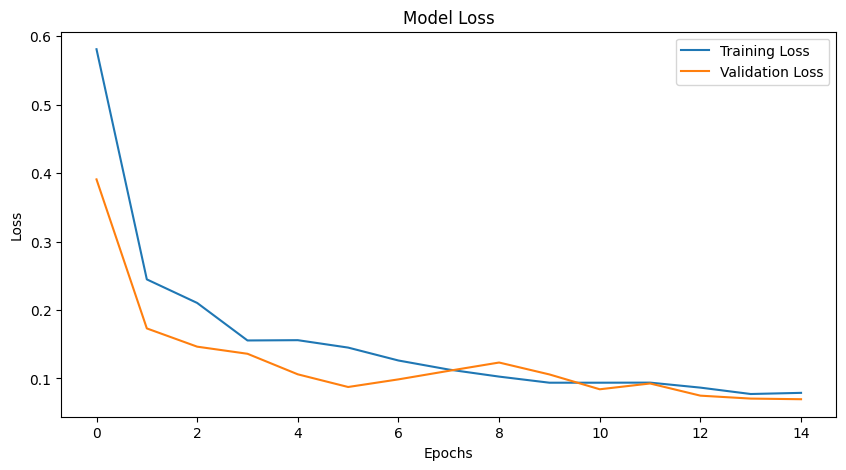 Model Loss
Training Loss
Validation Loss
0.6
0.5
0.4
0.3
0.2
0.1
Loss
0 2 4 6 8 10 12 14
Epochs